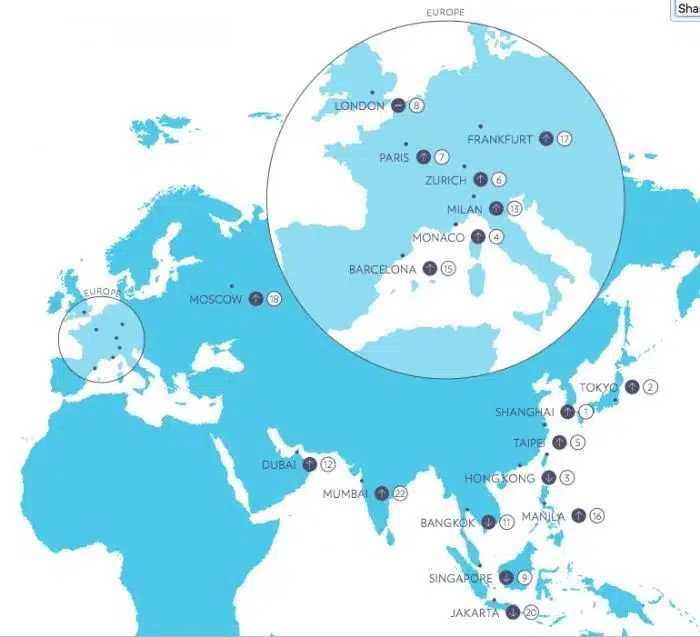 Sha
EUROPE
LONDON 8
FRANKFURT 17
PARIS 7
ZURICH 6
MILAN 13
MONACO 4
BARCELONA 15
EUROPE
MOSCOW 18
TOKYO 2
SHANGHAI 1
TAIPEI 5
DUBAI 12
HONG KONG 3
MUMBAI 22
MANILA 16
BANGKOK 11
SINGAPORE 9
JAKARTA 20